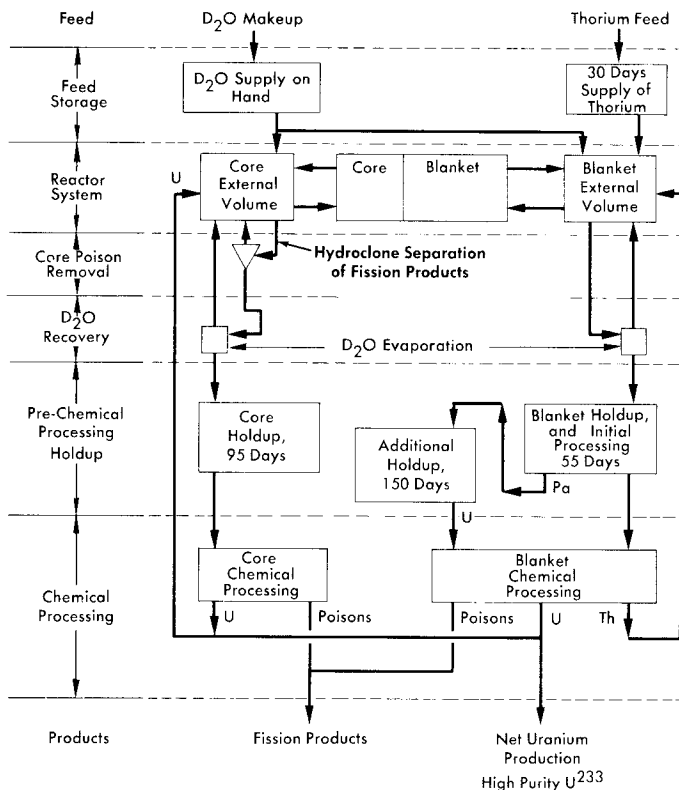 Feed
D₂O Makeup
Thorium Feed
Feed
Storage
D₂O Supply on
Hand
30 Days
Supply of
Thorium
Reactor
System
U
Core
External
Volume
Core
Blanket
Blanket
External
Volume
Core Poison
Removal
Hydroclone Separation
of Fission Products
D₂O
Recovery
D₂O Evaporation
Pre-Chemical
Processing
Holdup
Core
Holdup,
95 Days
Additional
Holdup,
150 Days
Blanket Holdup,
and Initial
Processing
55 Days
Pa
U
Chemical
Processing
Core
Chemical
Processing
Blanket
Chemical
Processing
U
Poisons
Poisons
U
Th
Products
Fission Products
Net Uranium
Production
High Purity U²³³